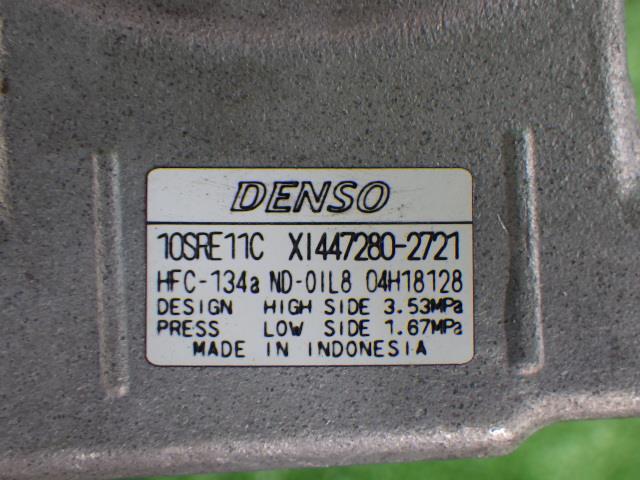 DENSO
10SRE11C XI447280-2721
HFC-134a ND-OIL8 04H18128
DESIGN HIGH SIDE 3.53MPa
PRESS LOW SIDE 1.67MPa
MADE IN INDONESIA